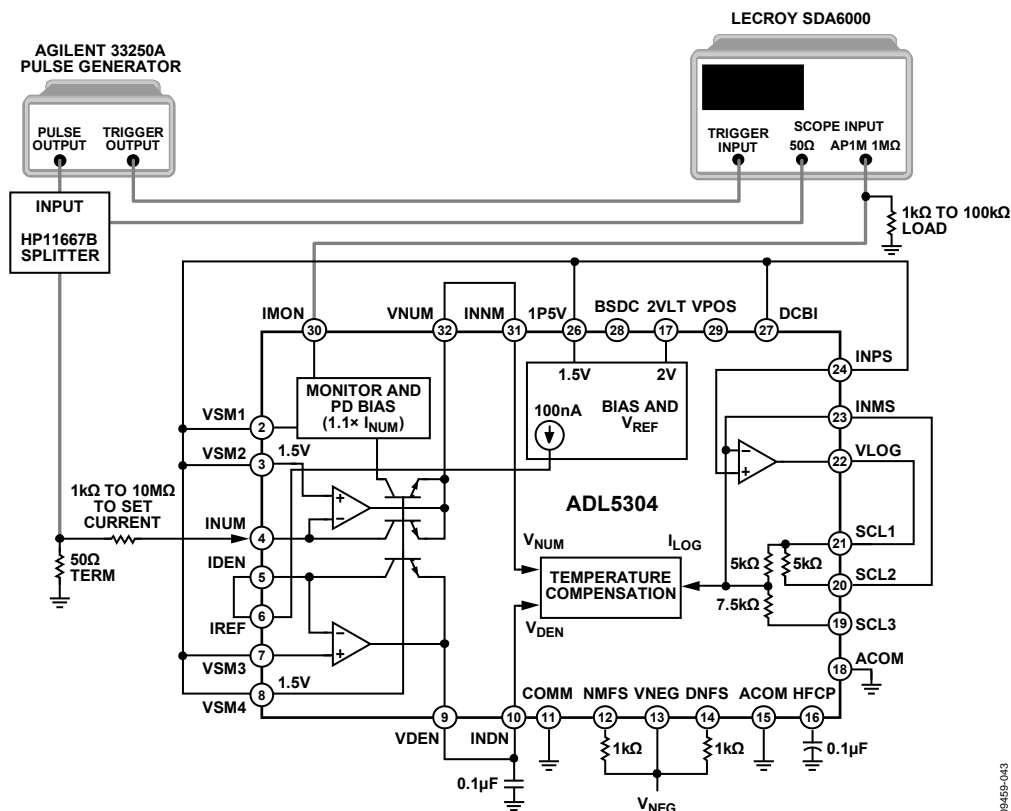 LECROY SDA6000
AGILENT 33250A
PULSE GENERATOR
PULSE
OUTPUT
TRIGGER
OUTPUT
TRIGGER
INPUT
SCOPE INPUT
50Ω
AP1M 1MΩ
INPUT
HP11667B
SPLITTER
1kΩ TO 100kΩ
LOAD
IMON
VNUM
INNM
1P5V
BSDC
2VLT
VPOS
DCBI
30
32
31
26
28
17
29
27
INPS
24
MONITOR AND
PD BIAS
(1.1× INUM)
1.5V
2V
100nA
BIAS AND
VREF
VSM1
2
VSM2
3
1.5V
INMS
23
VLOG
22
1kΩ TO 10MΩ
TO SET
CURRENT
INUM
4
50Ω
TERM
IDEN
5
IREF
6
VSM3
7
VSM4
8
1.5V
+
−
−
+
−
+
ADL5304
VNUM
ILOG
TEMPERATURE
COMPENSATION
VDEN
SCL1
21
5kΩ
5kΩ
SCL2
20
7.5kΩ
SCL3
19
ACOM
18
COMM
NMFS
VNEG
DNFS
ACOM
HFCP
9
10
11
12
13
14
15
16
VDEN
INDN
1kΩ
1kΩ
0.1µF
0.1µF
VNEG
09459-043